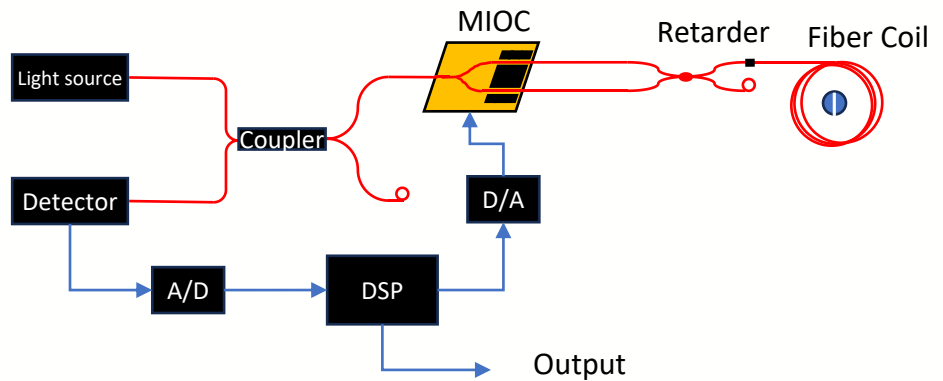 MIOC
Retarder
Fiber Coil
Light source
Coupler
Detector
D/A
A/D
DSP
Output